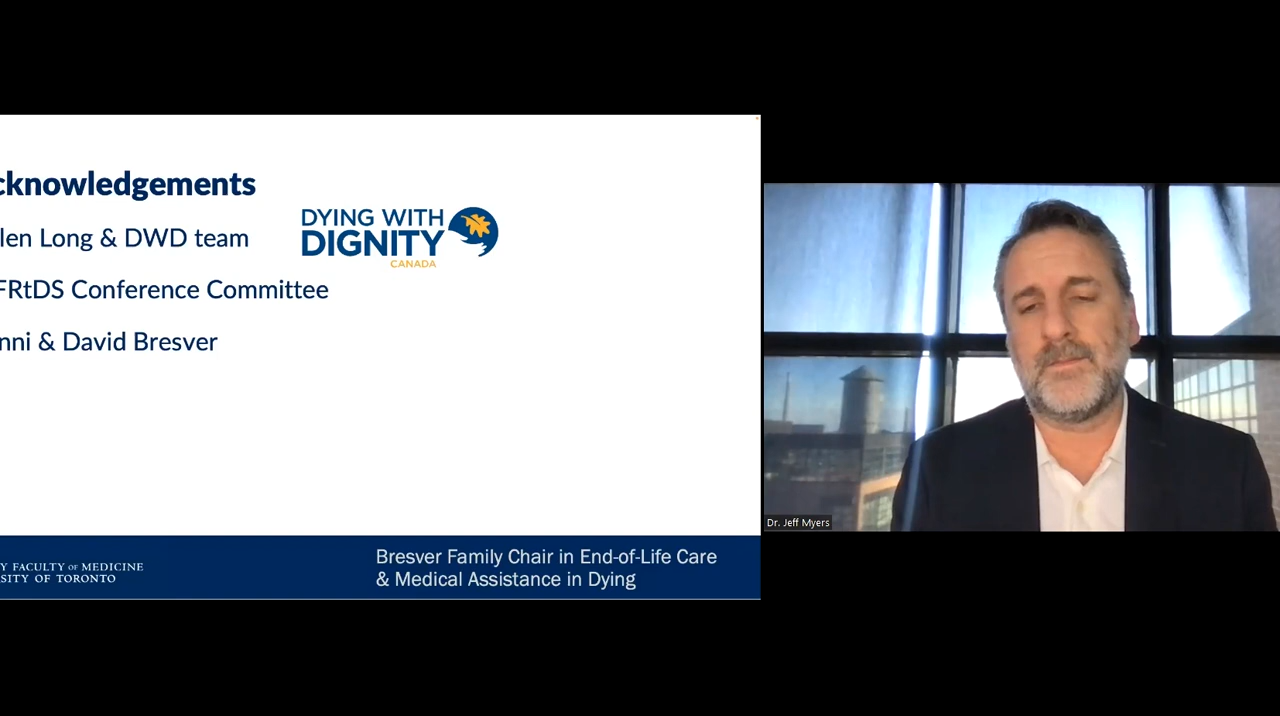 cknowledgements
len Long & DWD team
DYING WITH
DIGNITY
CANADA
FRtDS Conference Committee
nni & David Bresver
Y FACULTY OF MEDICINE
SITY OF TORONTO
Bresver Family Chair in End-of-Life Care
& Medical Assistance in Dying
Dr. Jeff Myers